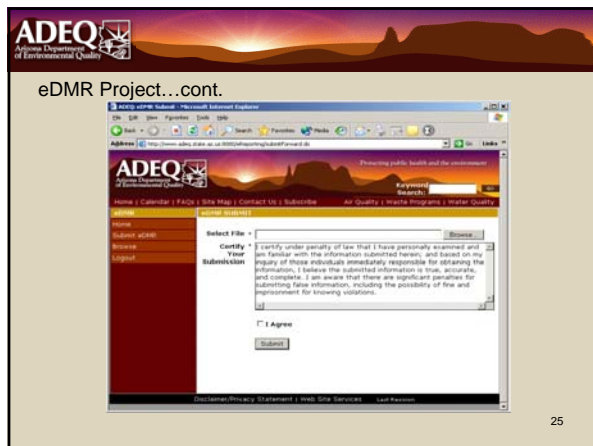 ADEQ
Arizona Department
of Environmental Quality
eDMR Project…cont.
ADEQ eDMR Submit - Microsoft Internet Explorer
File Edit View Favorites Tools Help
Back Search Favorites Media
Address
Go Links
ADEQ
Arizona Department
of Environmental Quality
Protecting public health and the environment
Keyword
Search:
Home | Calendar | FAQs | Site Map | Contact Us | Subscribe Air Quality | Waste Programs | Water Quality
eDMR
eDMR SUBMIT
Home
Submit eDMR
Browse
Logout
Select File * Browse...
Certify Your Submission *
I certify under penalty of law that I have personally examined and
am familiar with the information submitted herein; and based on my
inquiry of those individuals immediately responsible for obtaining the
information, I believe the submitted information is true, accurate,
and complete. I am aware that there are significant penalties for
submitting false information, including the possibility of fine and
imprisonment for knowing violations.
I Agree
Submit
Disclaimer/Privacy Statement | Web Site Services Last Revision
25